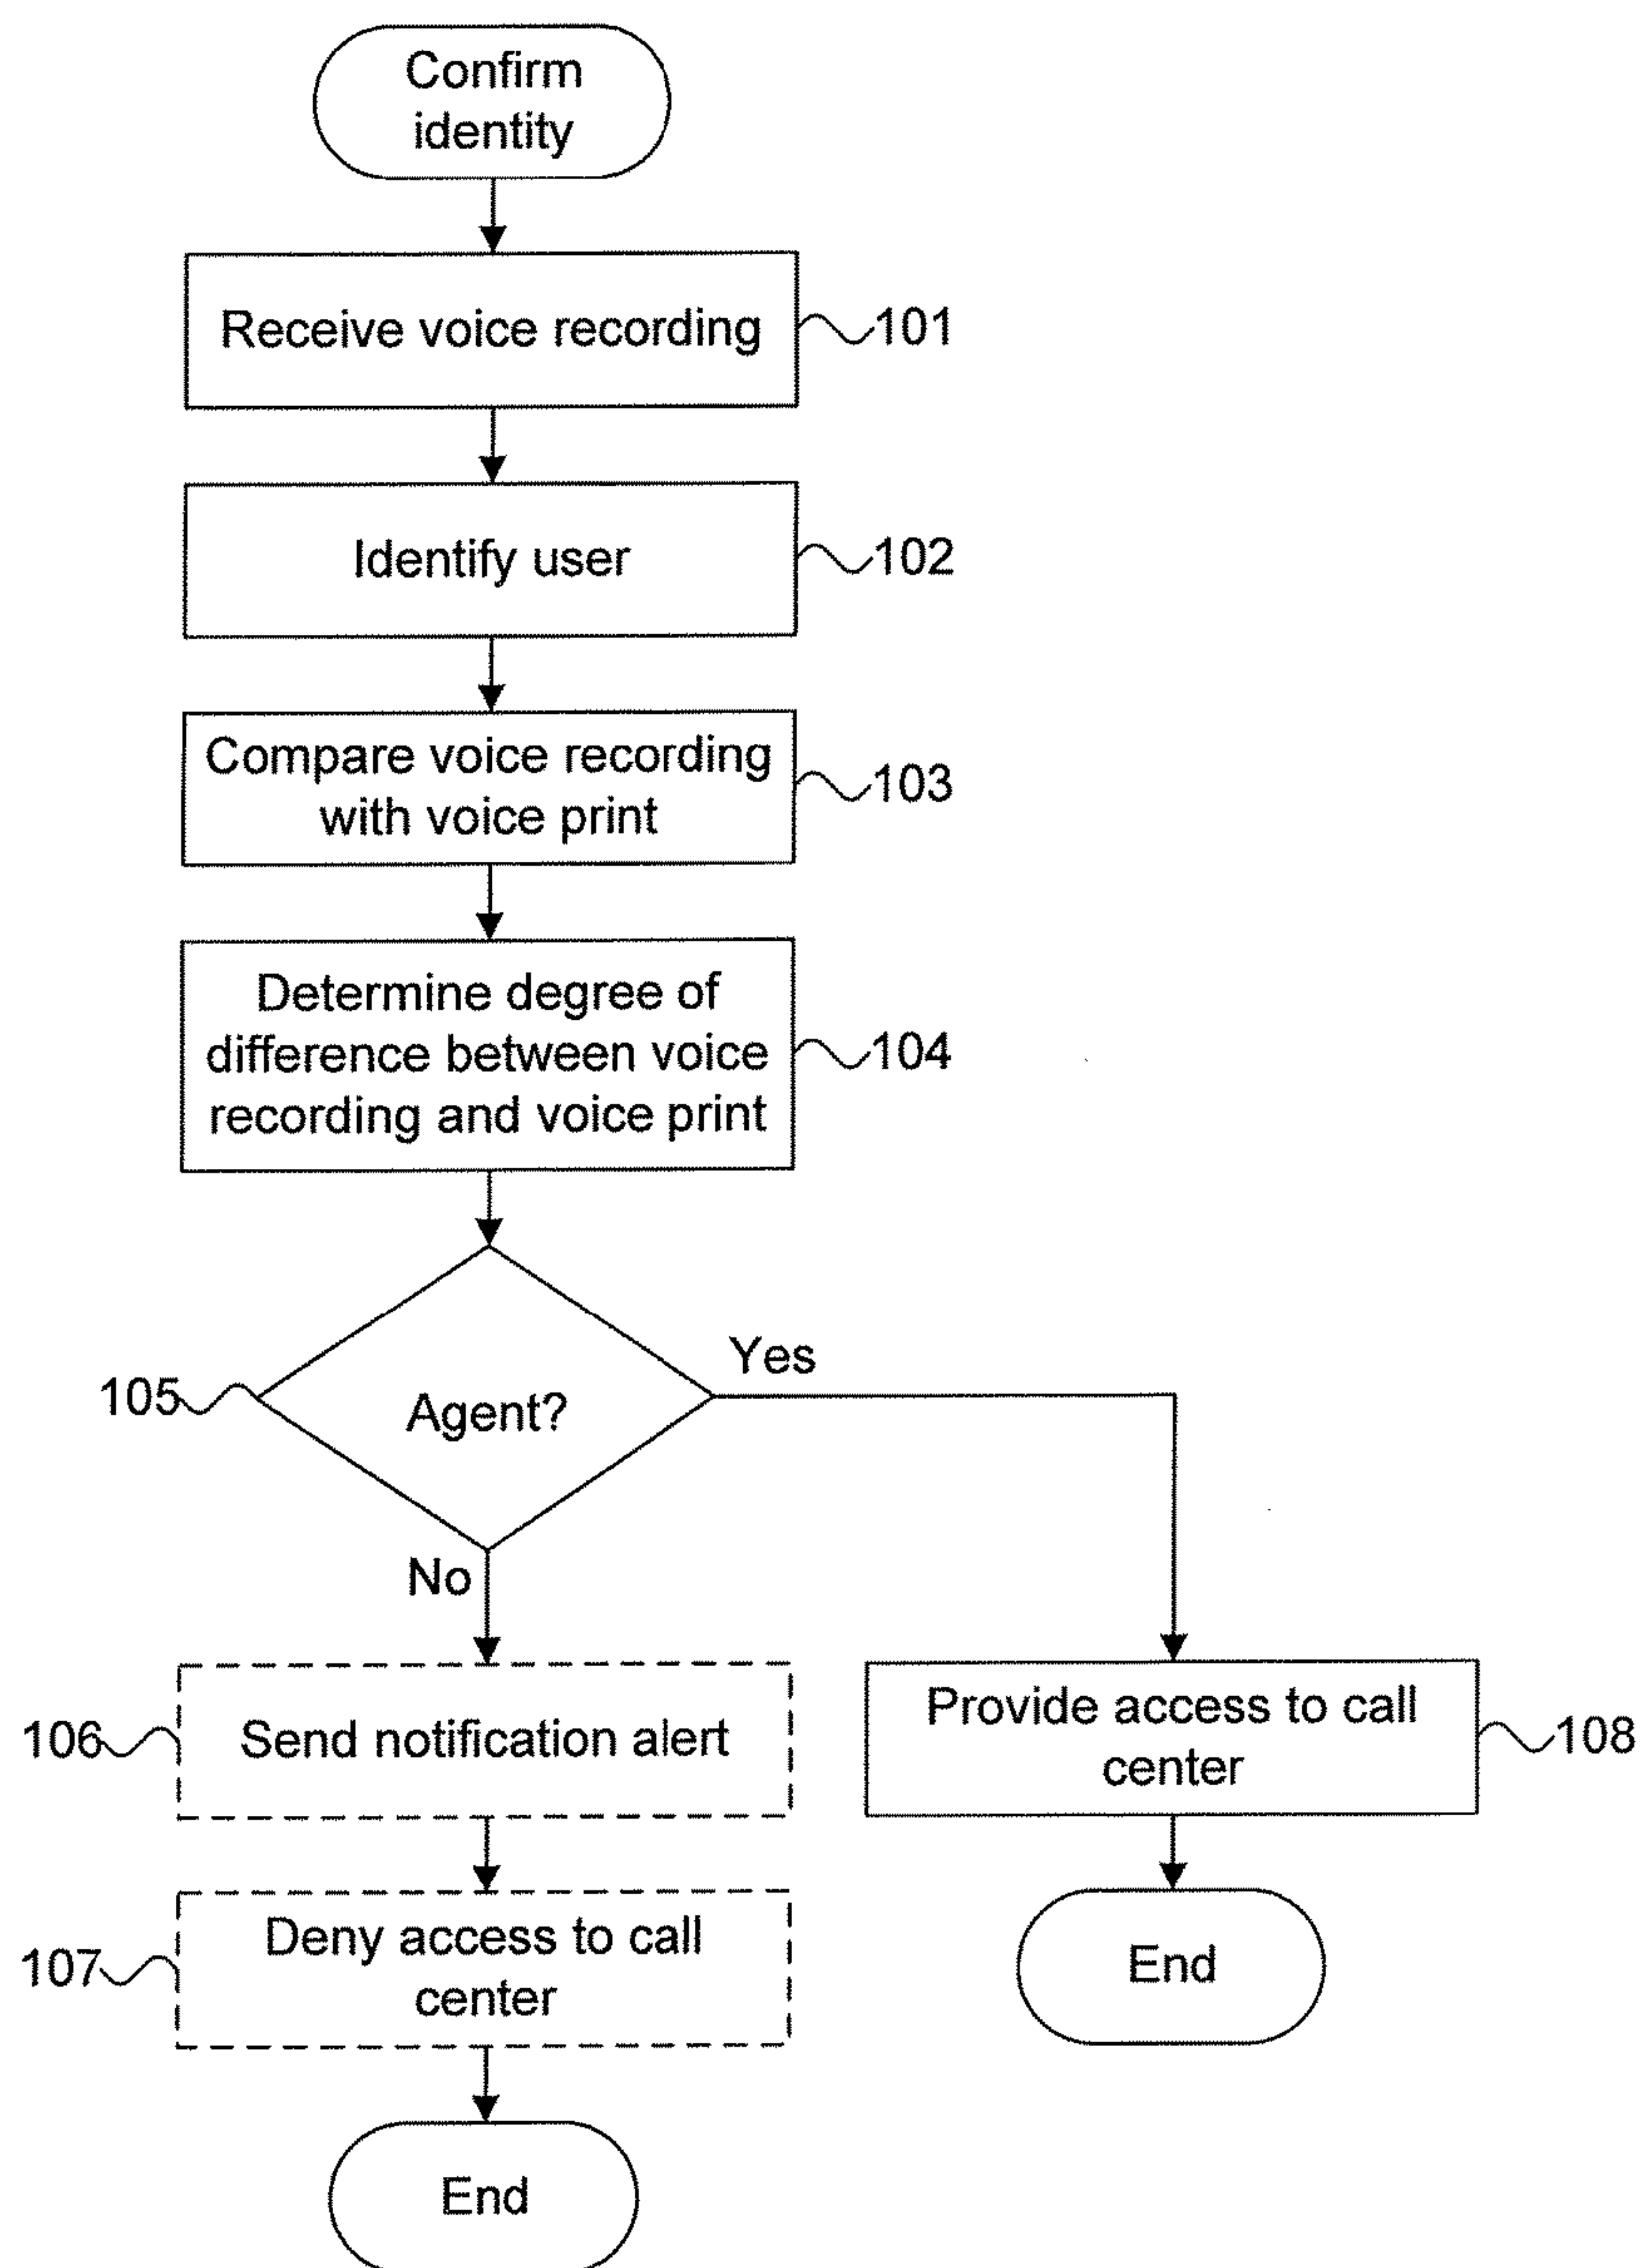 Confirm
identity
Receive voice recording
101
Identify user
102
Compare voice recording
with voice print
103
Determine degree of
difference between voice
recording and voice print
104
105
Agent?
Yes
No
106
Send notification alert
Provide access to call
center
108
107
Deny access to call
center
End
End